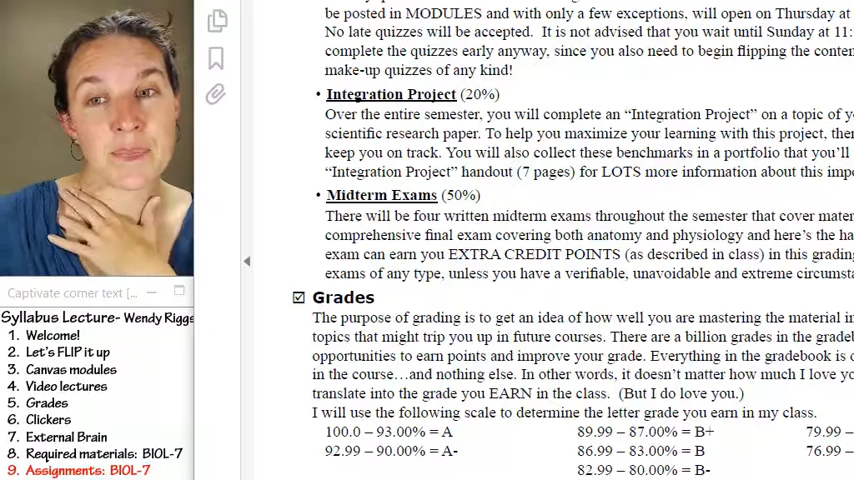 be posted in MODULES and with only a few exceptions, will open on Thursday at
No late quizzes will be accepted. It is not advised that you wait until Sunday at 11:
complete the quizzes early anyway, since you also need to begin flipping the conten
make-up quizzes of any kind!
• Integration Project (20%)
Over the entire semester, you will complete an “Integration Project” on a topic of yo
scientific research paper. To help you maximize your learning with this project, ther
keep you on track. You will also collect these benchmarks in a portfolio that you’ll
“Integration Project” handout (7 pages) for LOTS more information about this impo
• Midterm Exams (50%)
There will be four written midterm exams throughout the semester that cover mater
comprehensive final exam covering both anatomy and physiology and here’s the ha
exam can earn you EXTRA CREDIT POINTS (as described in class) in this grading
exams of any type, unless you have a verifiable, unavoidable and extreme circumsta
Grades
The purpose of grading is to get an idea of how well you are mastering the material in
topics that might trip you up in future courses. There are a billion grades in the gradeb
opportunities to earn points and improve your grade. Everything in the gradebook is o
in the course…and nothing else. In other words, it doesn’t matter how much I love yo
translate into the grade you EARN in the class. (But I do love you.)
I will use the following scale to determine the letter grade you earn in my class.
100.0 – 93.00% = A 89.99 – 87.00% = B+ 79.99 –
92.99 – 90.00% = A- 86.99 – 83.00% = B 76.99 –
82.99 – 80.00% = B-
Captivate corner text [...
Syllabus Lecture- Wendy Riggs
1. Welcome!
2. Let's FLIP it up
3. Canvas modules
4. Video lectures
5. Grades
6. Clickers
7. External Brain
8. Required materials: BIOL-7
9. Assignments: BIOL-7